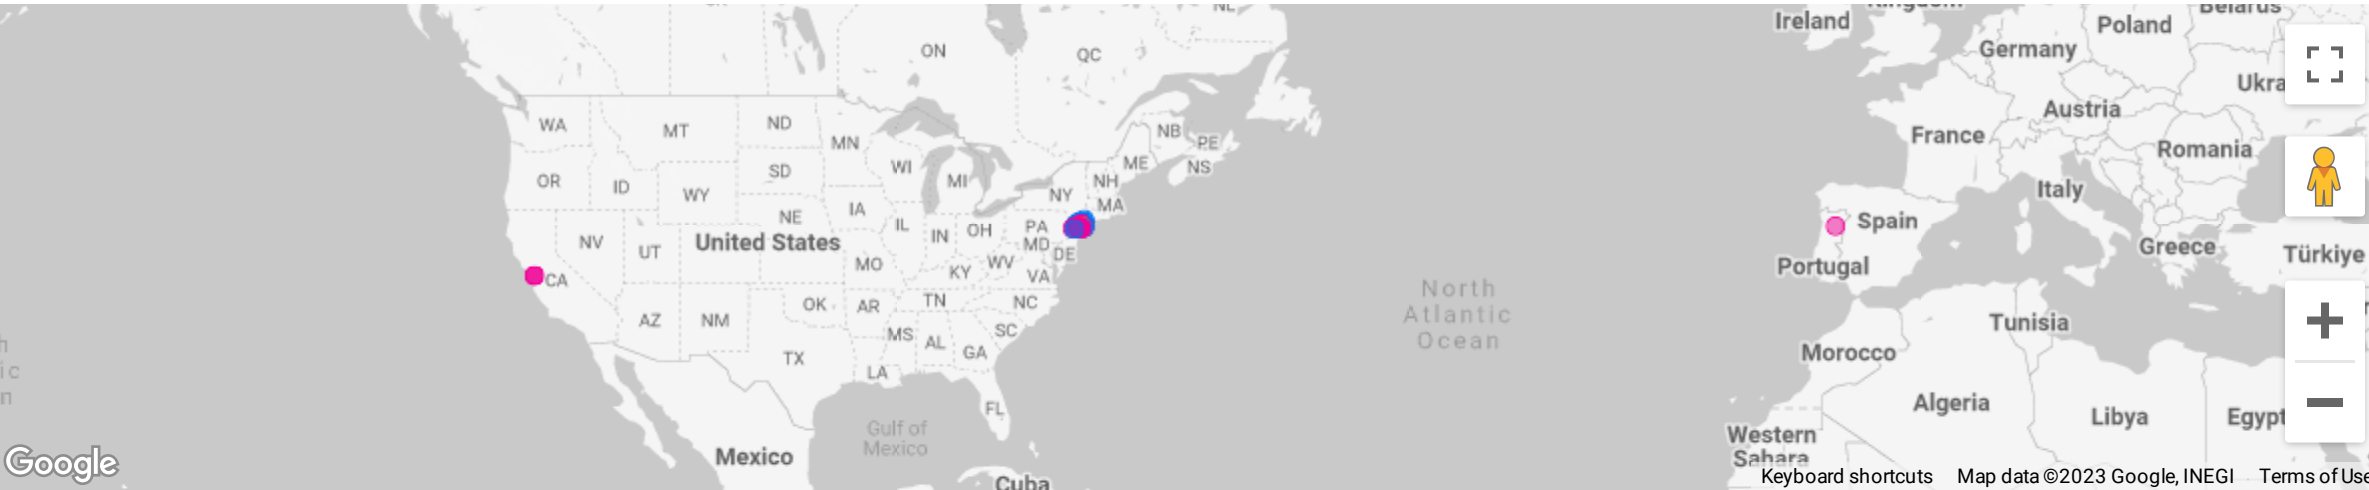 NL
Ireland
Kingdom
Belarus
Poland
Germany
ON
QC
Ukra
Austria
WA
MT
ND
MN
NB
PE
France
Romania
OR
ID
SD
WY
WI
MI
ME
NS
NY
NH
MA
Italy
NE
IA
IL
IN
OH
PA
MD
DE
Spain
Greece
Türkiye
NV
UT
United States
CA
MO
KY
WV
VA
Portugal
North
Atlantic
Ocean
AZ
NM
OK
AR
TN
NC
SC
MS
AL
GA
TX
LA
FL
Tunisia
Morocco
Algeria
Libya
Egypt
h
ic
n
Gulf of
Mexico
Mexico
Cuba
Western
Sahara
Google
Keyboard shortcuts
Map data ©2023 Google, INEGI
Terms of Use